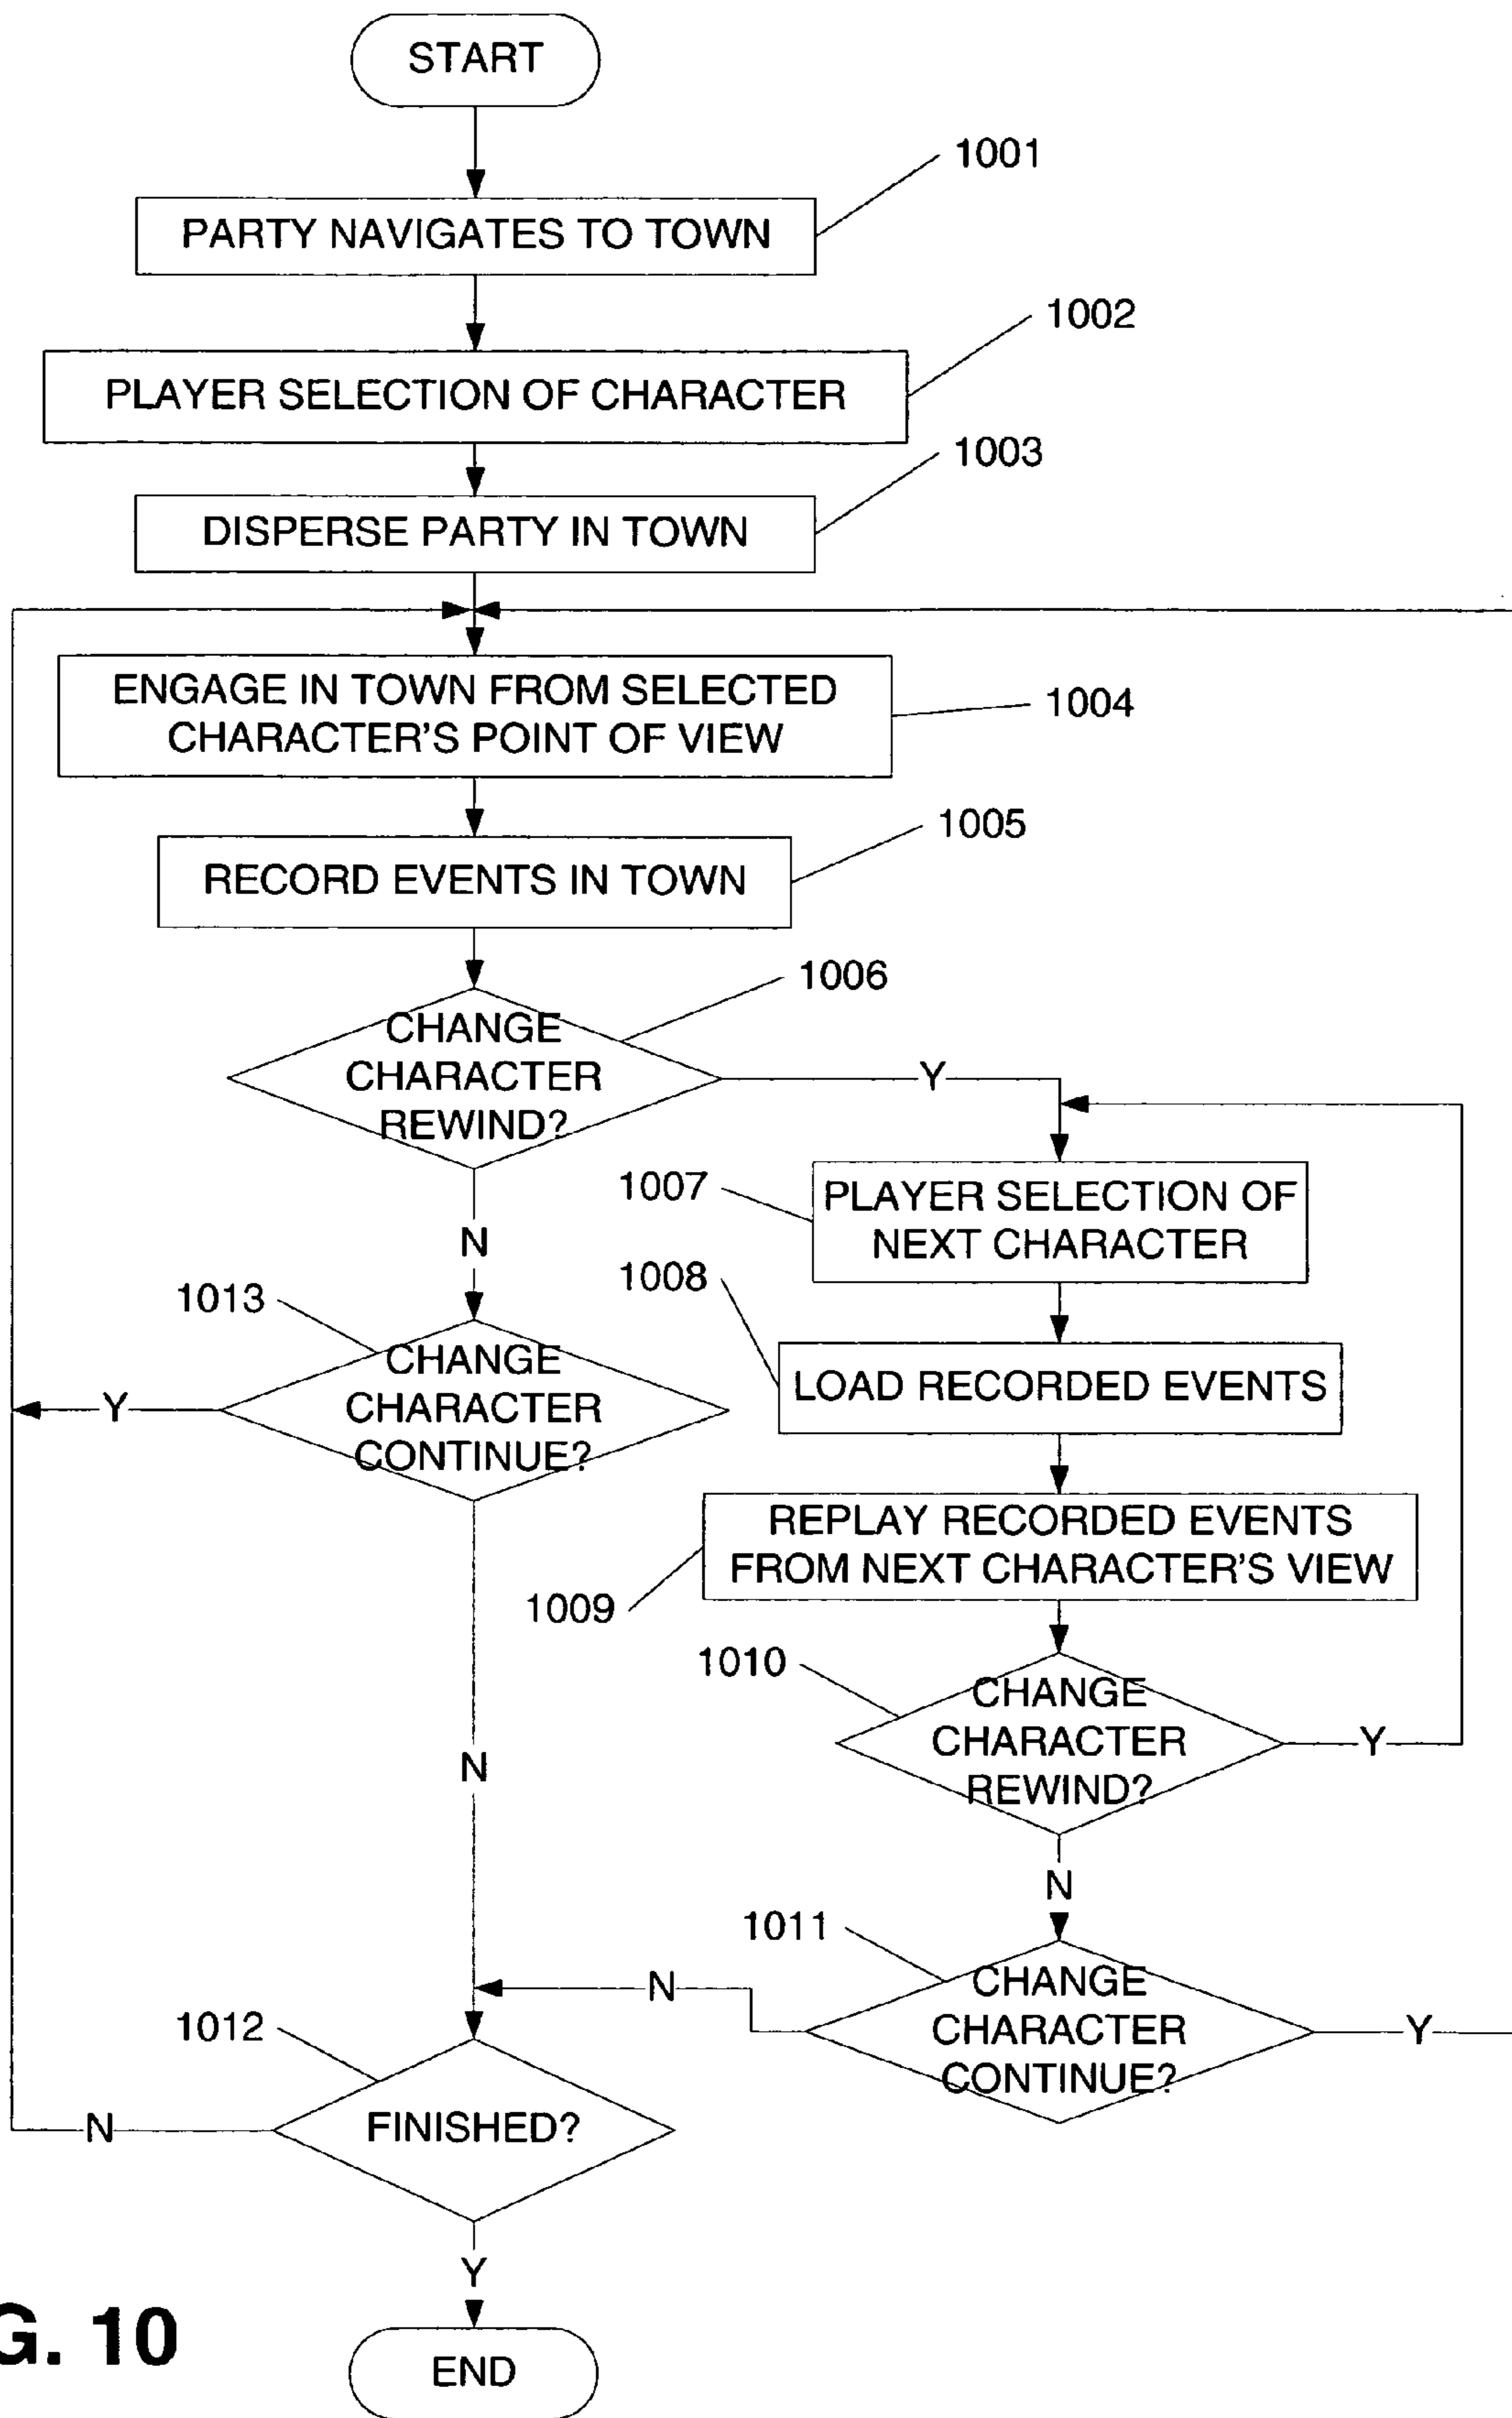 START
1001
PARTY NAVIGATES TO TOWN
1002
PLAYER SELECTION OF CHARACTER
1003
DISPERSE PARTY IN TOWN
ENGAGE IN TOWN FROM SELECTED
CHARACTER'S POINT OF VIEW
1004
1005
RECORD EVENTS IN TOWN
1006
CHANGE
CHARACTER
REWIND?
Y
N
1007
PLAYER SELECTION OF
NEXT CHARACTER
1008
LOAD RECORDED EVENTS
1013
CHANGE
CHARACTER
CONTINUE?
Y
N
REPLAY RECORDED EVENTS
FROM NEXT CHARACTER'S VIEW
1009
1010
CHANGE
CHARACTER
REWIND?
Y
N
1011
CHANGE
CHARACTER
CONTINUE?
N
Y
1012
FINISHED?
N
Y
G. 10
END